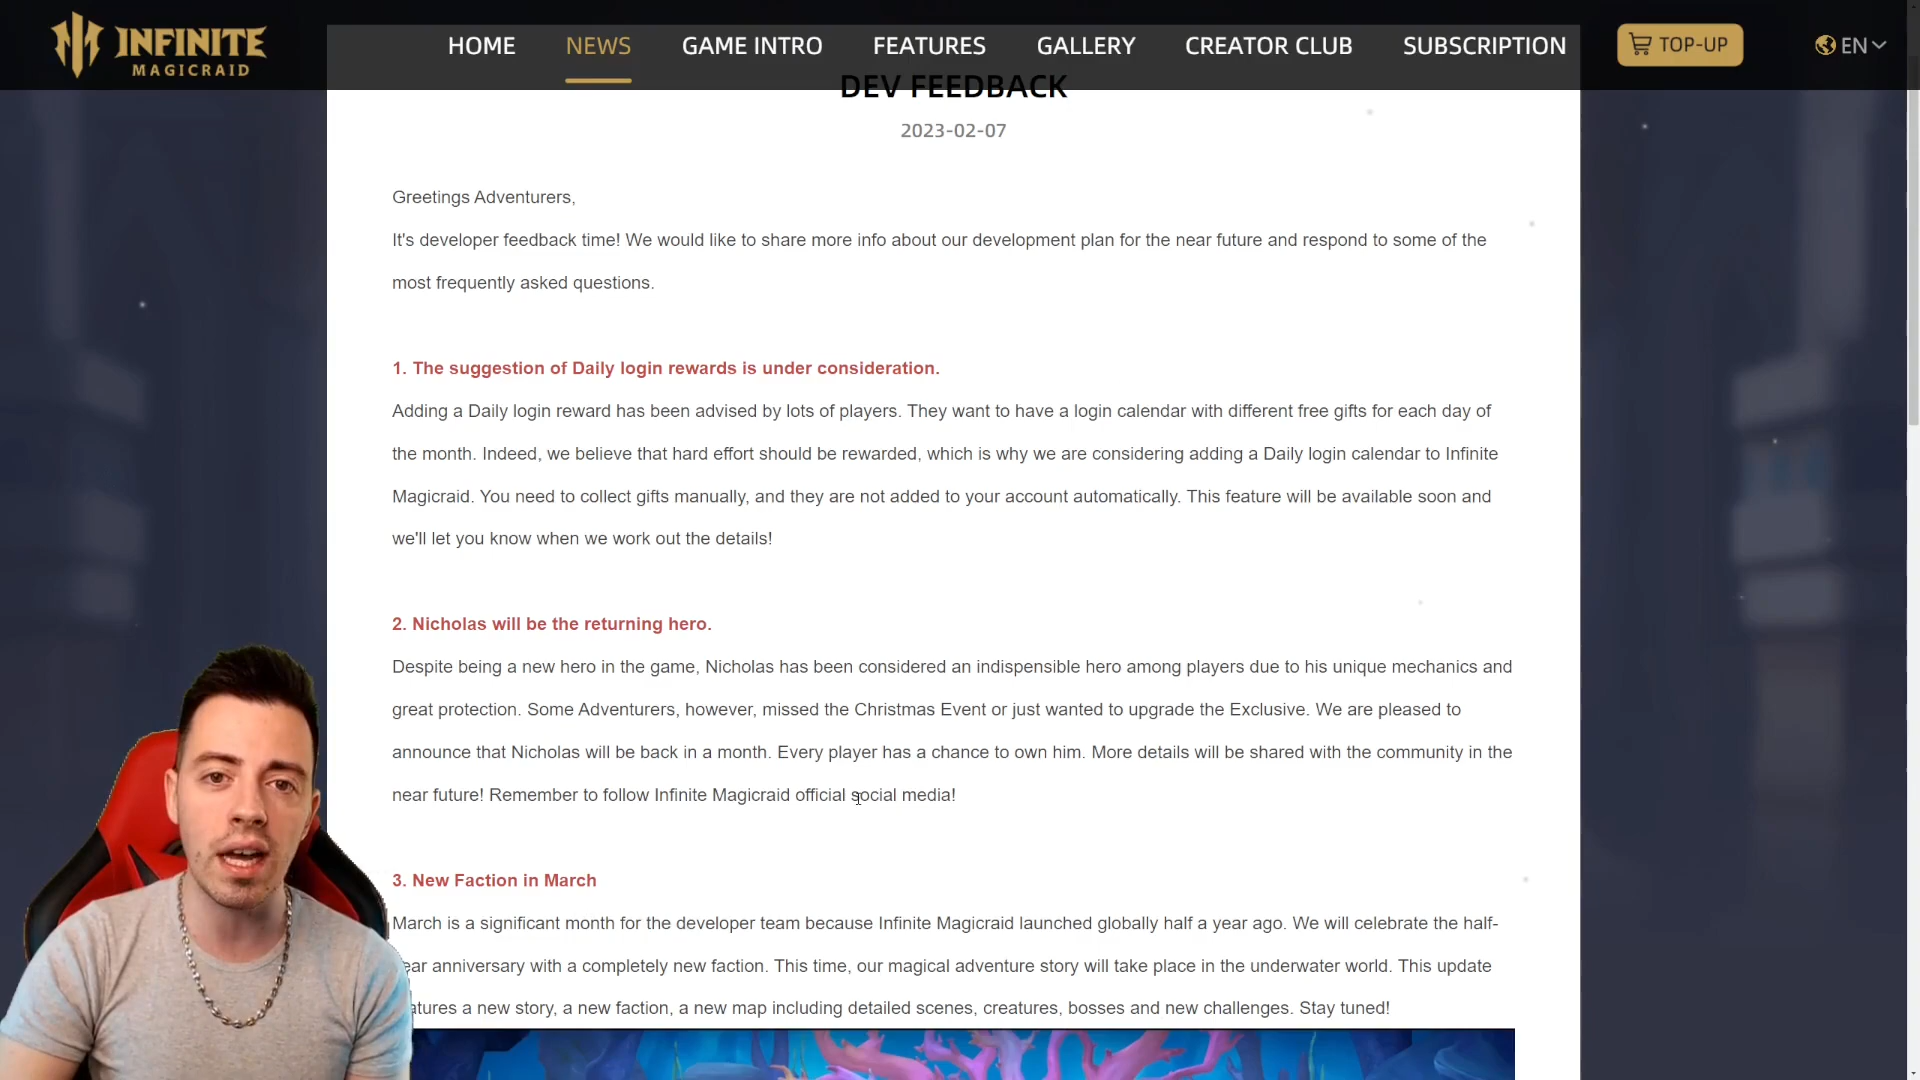 INFINITE
MAGICRAID
HOME NEWS GAME INTRO FEATURES GALLERY CREATOR CLUB SUBSCRIPTION TOP-UP EN
DEV FEEDBACK
2023-02-07
Greetings Adventurers,
It's developer feedback time! We would like to share more info about our development plan for the near future and respond to some of the
most frequently asked questions.
1. The suggestion of Daily login rewards is under consideration.
Adding a Daily login reward has been advised by lots of players. They want to have a login calendar with different free gifts for each day of
the month. Indeed, we believe that hard effort should be rewarded, which is why we are considering adding a Daily login calendar to Infinite
Magicraid. You need to collect gifts manually, and they are not added to your account automatically. This feature will be available soon and
we'll let you know when we work out the details!
2. Nicholas will be the returning hero.
Despite being a new hero in the game, Nicholas has been considered an indispensible hero among players due to his unique mechanics and
great protection. Some Adventurers, however, missed the Christmas Event or just wanted to upgrade the Exclusive. We are pleased to
announce that Nicholas will be back in a month. Every player has a chance to own him. More details will be shared with the community in the
near future! Remember to follow Infinite Magicraid official social media!
3. New Faction in March
March is a significant month for the developer team because Infinite Magicraid launched globally half a year ago. We will celebrate the half-
ear anniversary with a completely new faction. This time, our magical adventure story will take place in the underwater world. This update
atures a new story, a new faction, a new map including detailed scenes, creatures, bosses and new challenges. Stay tuned!